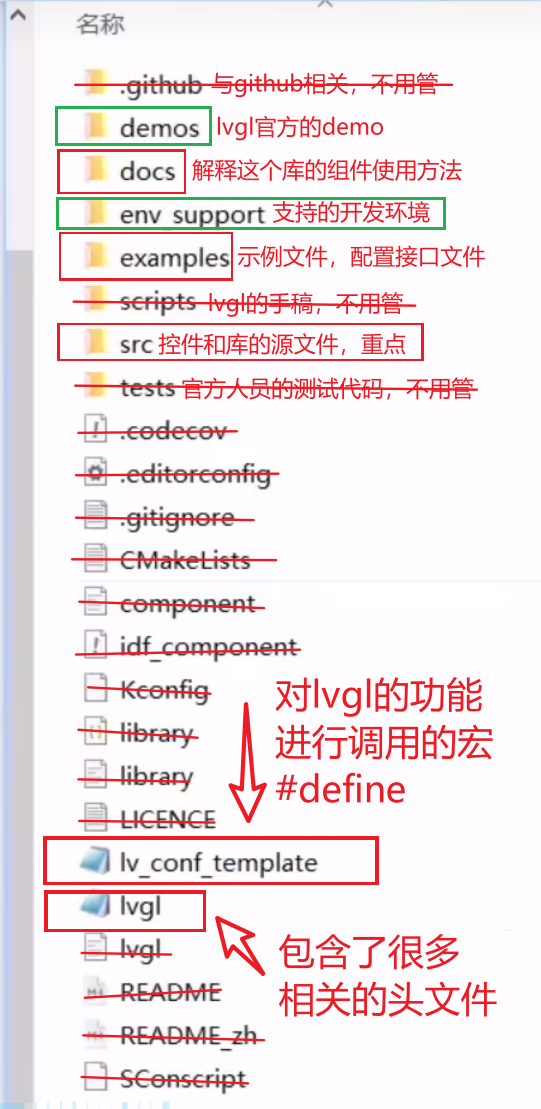 名称
.github 与github相关，不用管
demos lvgl官方的demo
docs 解释这个库的组件使用方法
env_support 支持的开发环境
examples 示例文件，配置接口文件
scripts lvgl的手稿，不用管
src 控件和库的源文件，重点
tests 官方人员的测试代码，不用管
.codecov
.editorconfig
.gitignore
CMakeLists
component
idf_component
Kconfig
library
library
LICENCE
对lvgl的功能
进行调用的宏
#define
lv_conf_template
lvgl
lvgl
包含了很多
相关的头文件
README
README_zh
SConscript